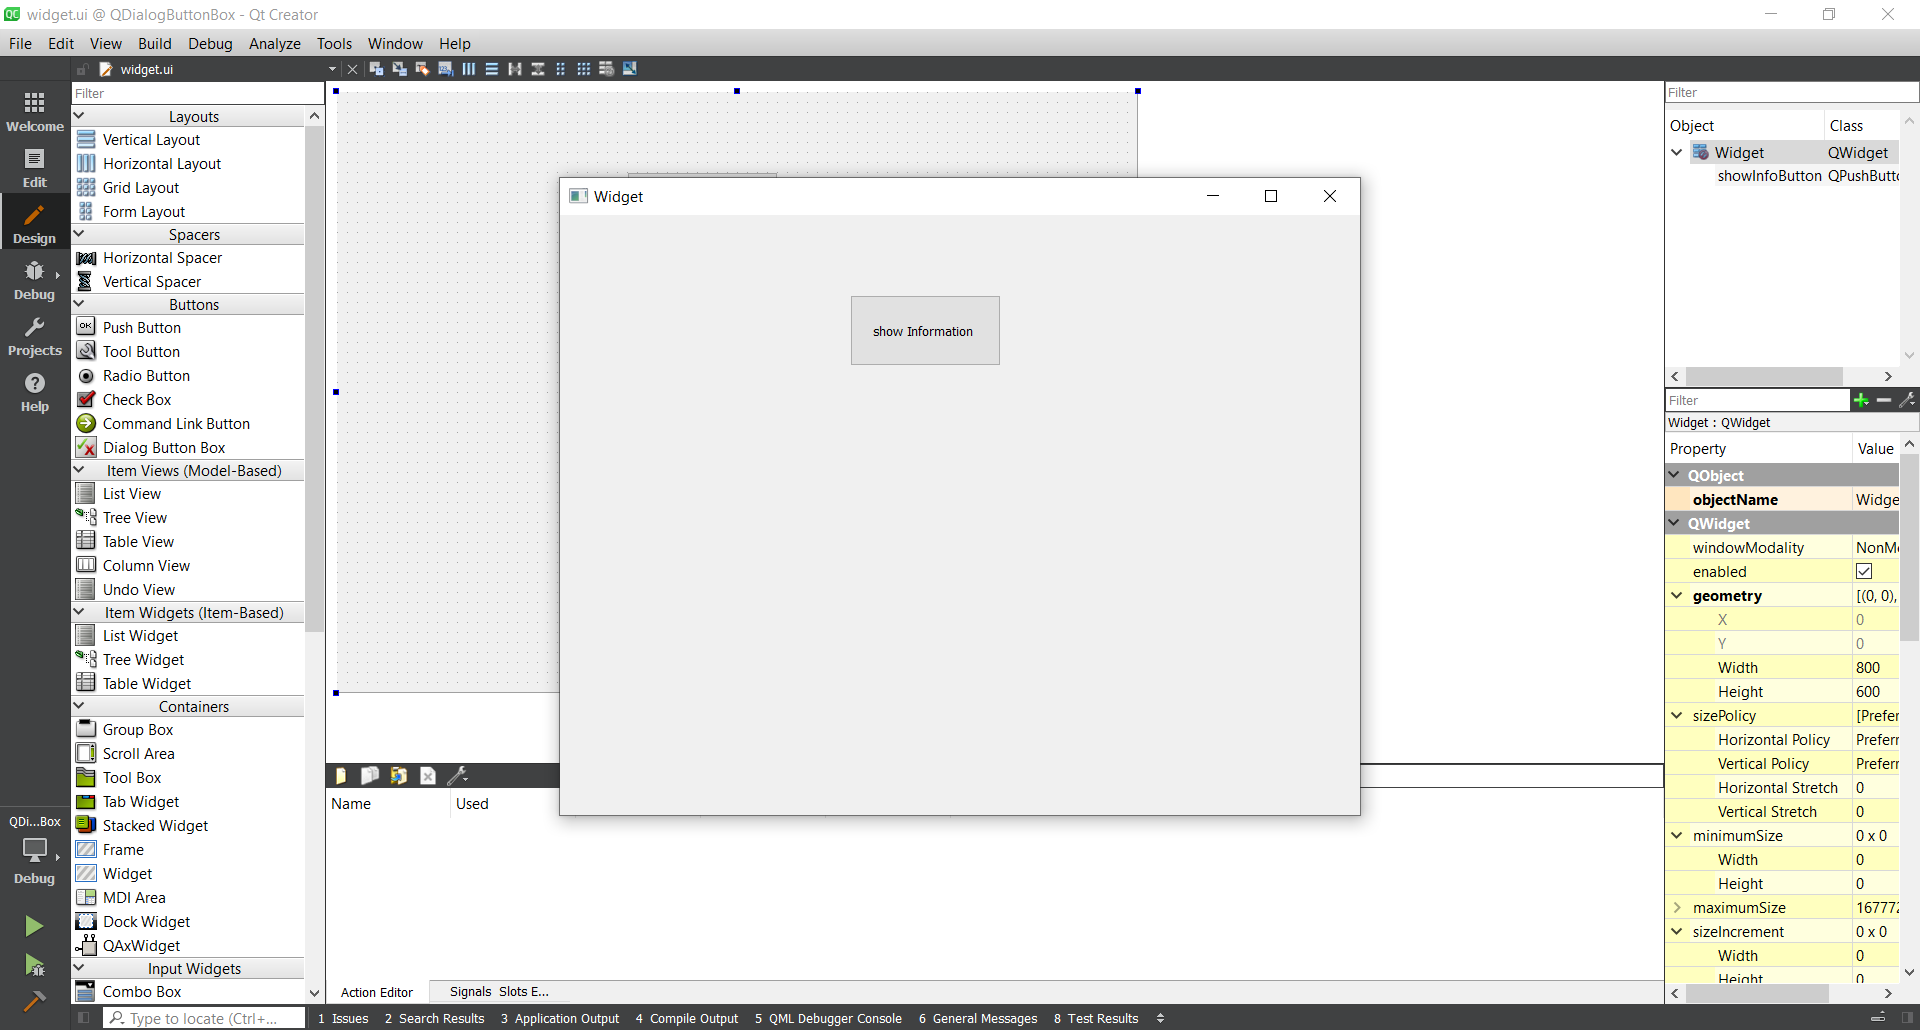 widget.ui @ QDialogButtonBox - Qt Creator
File Edit View Build Debug Analyze Tools Window Help
widget.ui
Welcome
Edit
Design
Debug
Projects
Help
QDi...Box
Debug
Filter
Layouts
Vertical Layout
Horizontal Layout
Grid Layout
Form Layout
Spacers
Horizontal Spacer
Vertical Spacer
Buttons
Push Button
Tool Button
Radio Button
Check Box
Command Link Button
Dialog Button Box
Item Views (Model-Based)
List View
Tree View
Table View
Column View
Undo View
Item Widgets (Item-Based)
List Widget
Tree Widget
Table Widget
Containers
Group Box
Scroll Area
Tool Box
Tab Widget
Stacked Widget
Frame
Widget
MDI Area
Dock Widget
QAxWidget
Input Widgets
Combo Box
Widget
show Information
Name Used
Action Editor Signals Slots E...
Filter
Object Class
Widget QWidget
showInfoButton QPushButto
Filter
Widget : QWidget
Property Value
QObject
objectName Widge
QWidget
windowModality NonMo
enabled
geometry [(0, 0),
X 0
Y 0
Width 800
Height 600
sizePolicy [Prefer
Horizontal Policy Preferr
Vertical Policy Preferr
Horizontal Stretch 0
Vertical Stretch 0
minimumSize 0 x 0
Width 0
Height 0
maximumSize 167772
sizeIncrement 0 x 0
Width 0
Height 0
Type to locate (Ctrl+...
1 Issues 2 Search Results 3 Application Output 4 Compile Output 5 QML Debugger Console 6 General Messages 8 Test Results